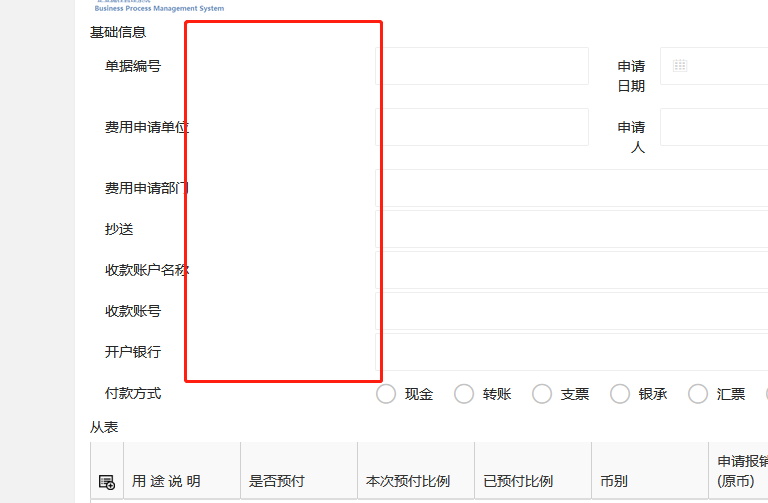 Business Process Management System
基础信息
单据编号
申请
日期
费用申请单位
申请
人
费用申请部门
抄送
收款账户名称
收款账号
开户银行
付款方式 现金 转账 支票 银承 汇票
从表
用 途 说 明 是否预付 本次预付比例 已预付比例 币别 申请报销
(原币)